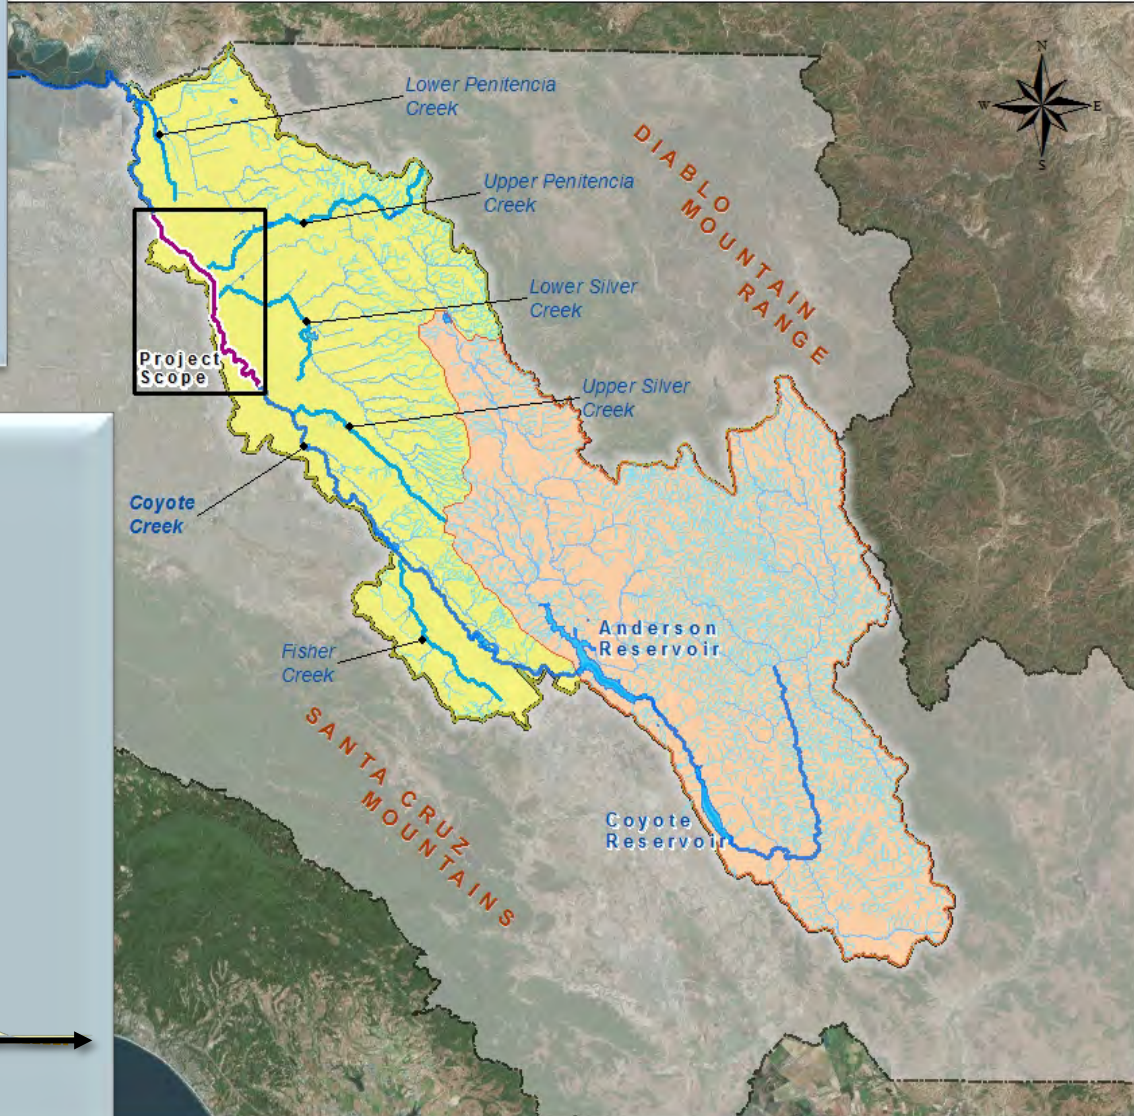 N
W
E
S
Lower Penitencia
Creek
DIABLO
MOUNTAIN
RANGE
Upper Penitencia
Creek
Lower Silver
Creek
Project
Scope
Upper Silver
Creek
Coyote
Creek
Anderson
Reservoir
Fisher
Creek
SANTA CRUZ
MOUNTAINS
Coyote
Reservoir